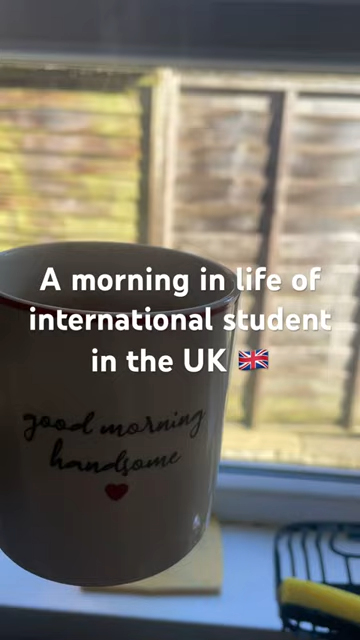 A morning in life of
international student
in the UK 🇬🇧
good morning
handsome